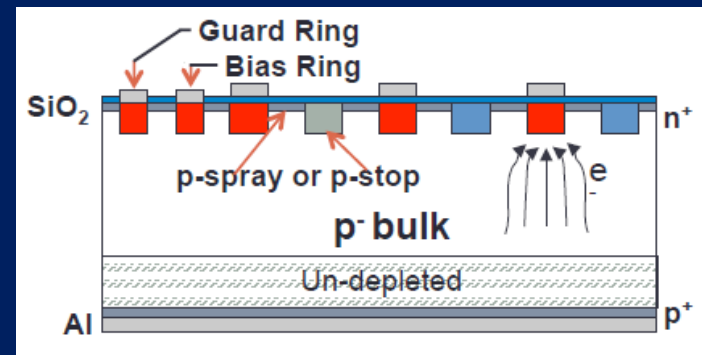 Guard Ring
Bias Ring
SiO₂
n⁺
p-spray or p-stop
e
-
p⁻ bulk
Un-depleted
p⁺
Al